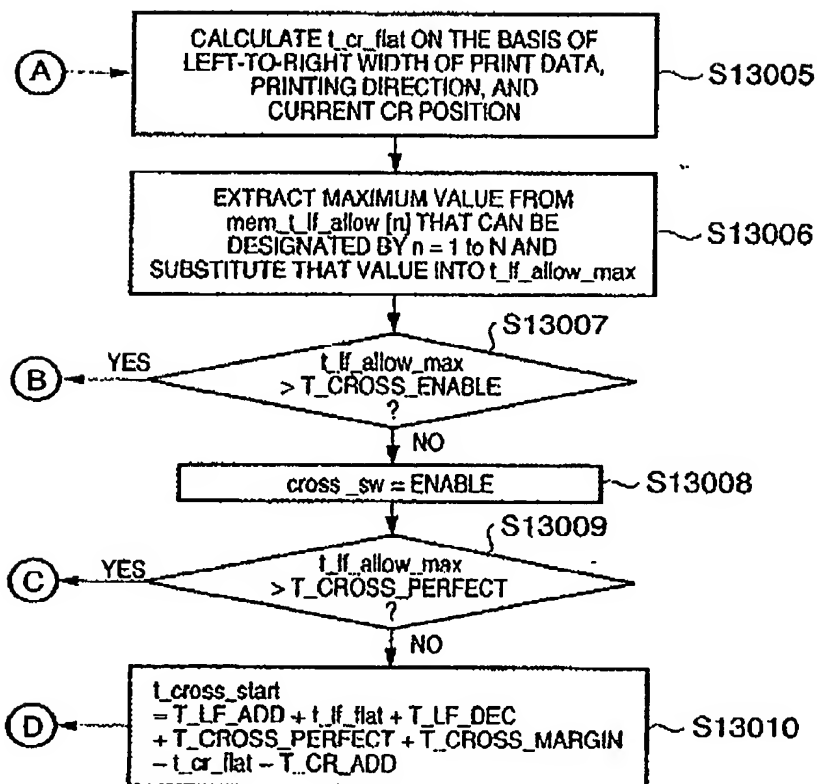 A
CALCULATE t_cr_flat ON THE BASIS OF
LEFT-TO-RIGHT WIDTH OF PRINT DATA,
PRINTING DIRECTION, AND
CURRENT CR POSITION
S13005
EXTRACT MAXIMUM VALUE FROM
mem_t_lf_allow [n] THAT CAN BE
DESIGNATED BY n = 1 to N AND
SUBSTITUTE THAT VALUE INTO t_lf_allow_max
S13006
S13007
B
YES
t_lf_allow_max
> T_CROSS_ENABLE
?
NO
cross_sw = ENABLE
S13008
S13009
C
YES
t_lf_allow_max
> T_CROSS_PERFECT
?
NO
D
t_cross_start
= T_LF_ADD + t_lf_flat + T_LF_DEC
+ T_CROSS_PERFECT + T_CROSS_MARGIN
– t_cr_flat – T_CR_ADD
S13010